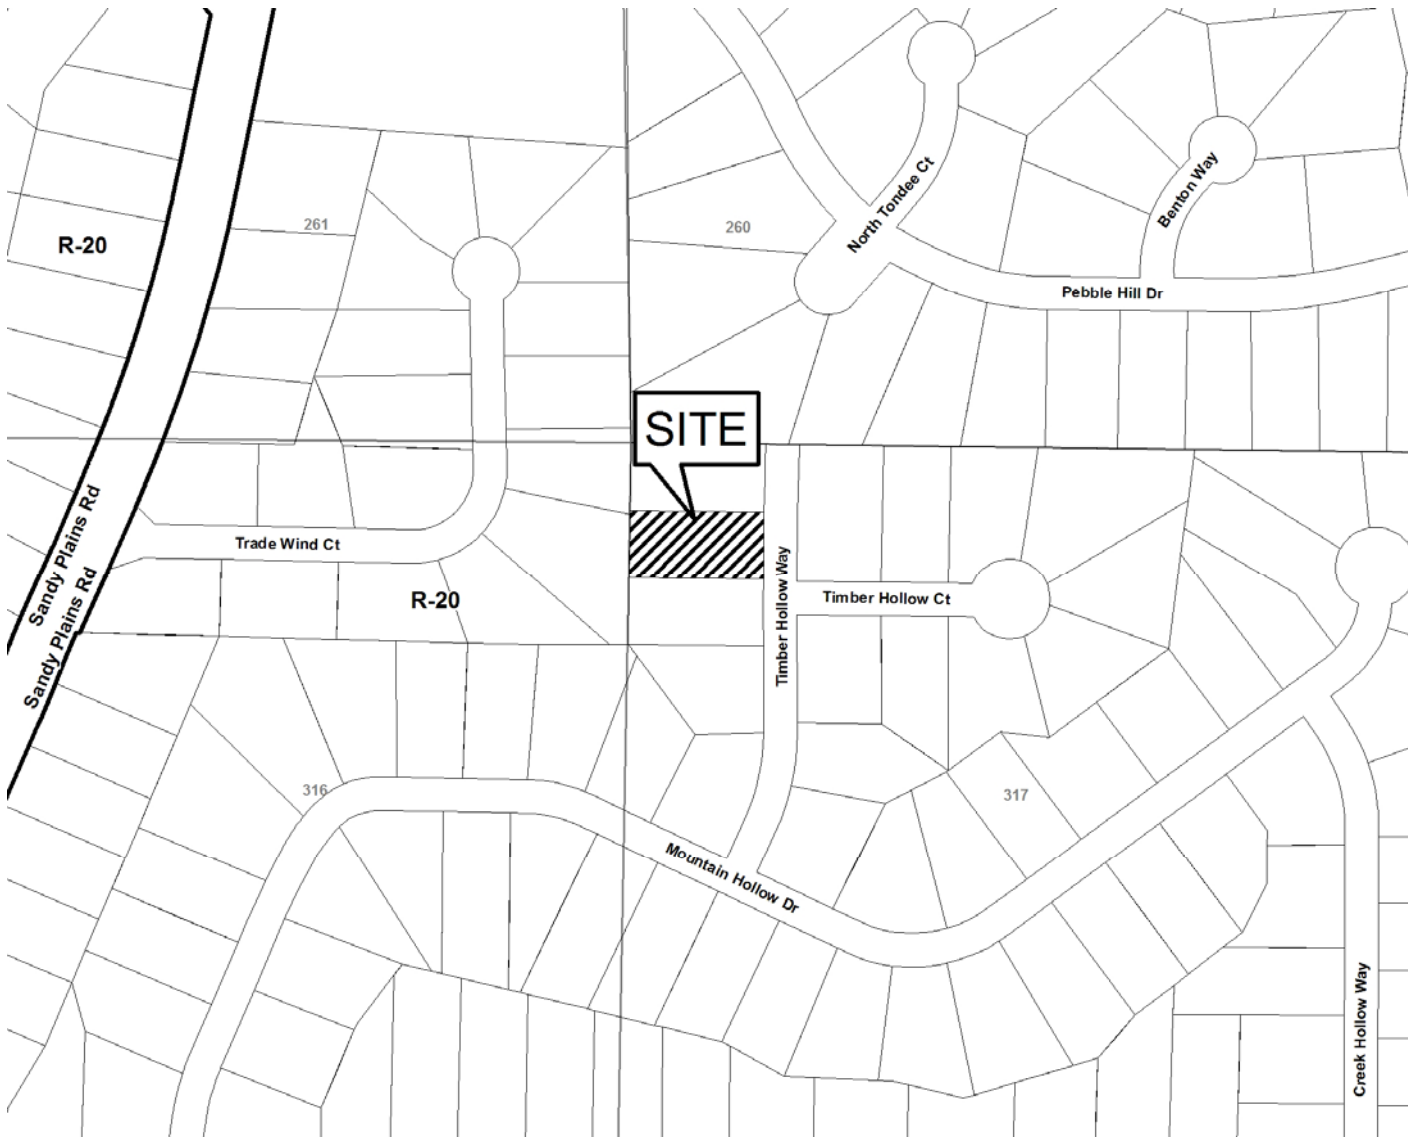 North Tondee Ct
Benton Way
261
260
R-20
Pebble Hill Dr
SITE
Sandy Plains Rd
Trade Wind Ct
Timber Hollow Way
Sandy Plains Rd
R-20
Timber Hollow Ct
316
317
Mountain Hollow Dr
Creek Hollow Way